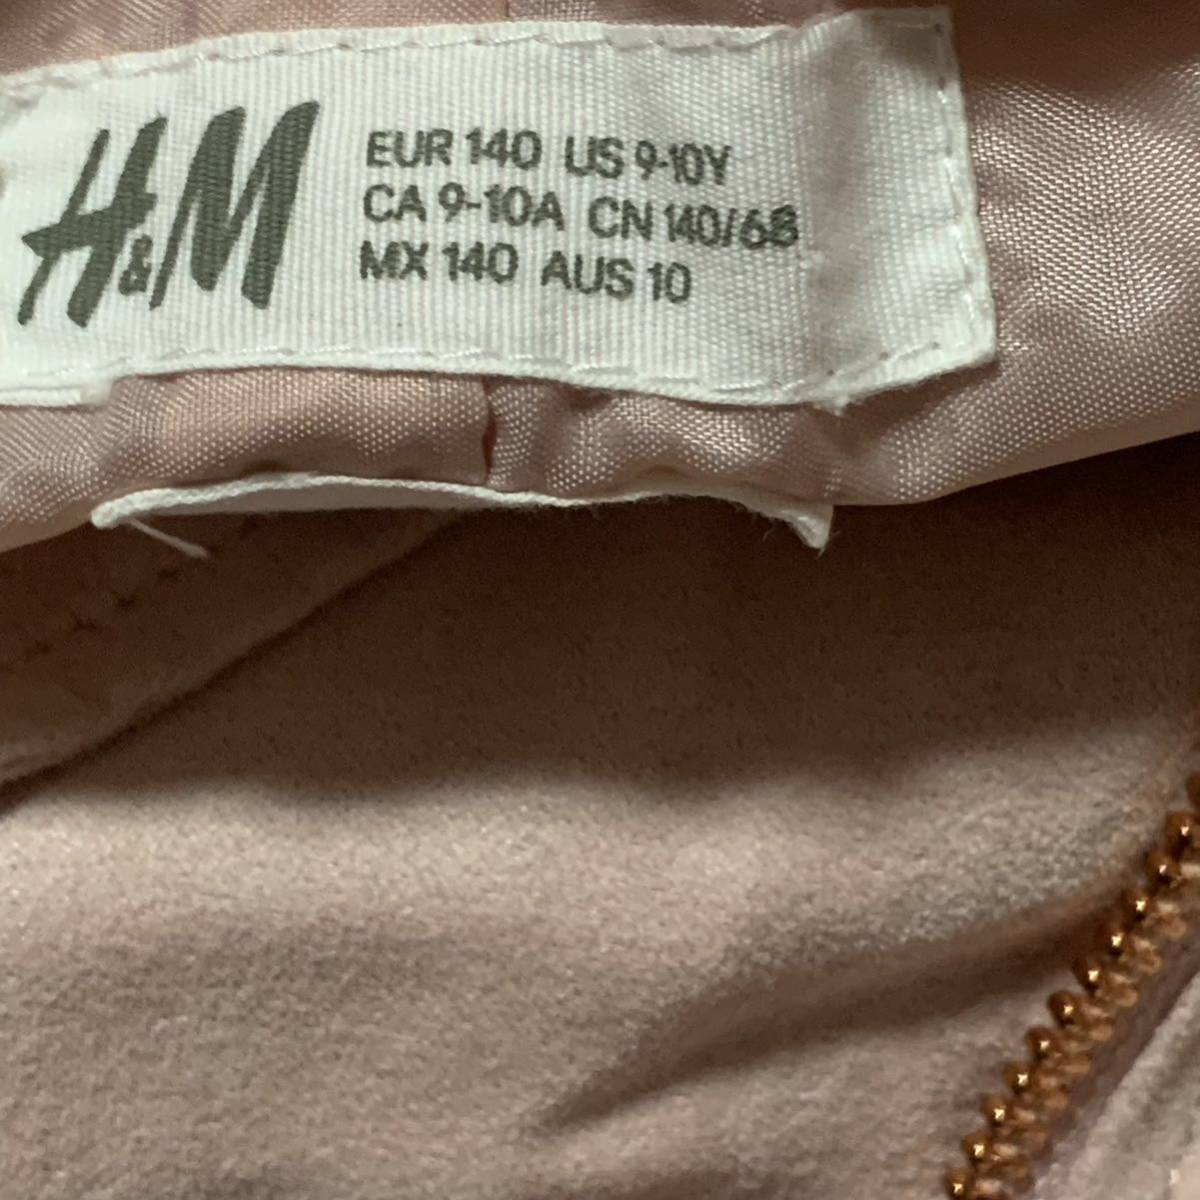 H&M
EUR 140 US 9-10Y
CA 9-10A CN 140/68
MX 140 AUS 10